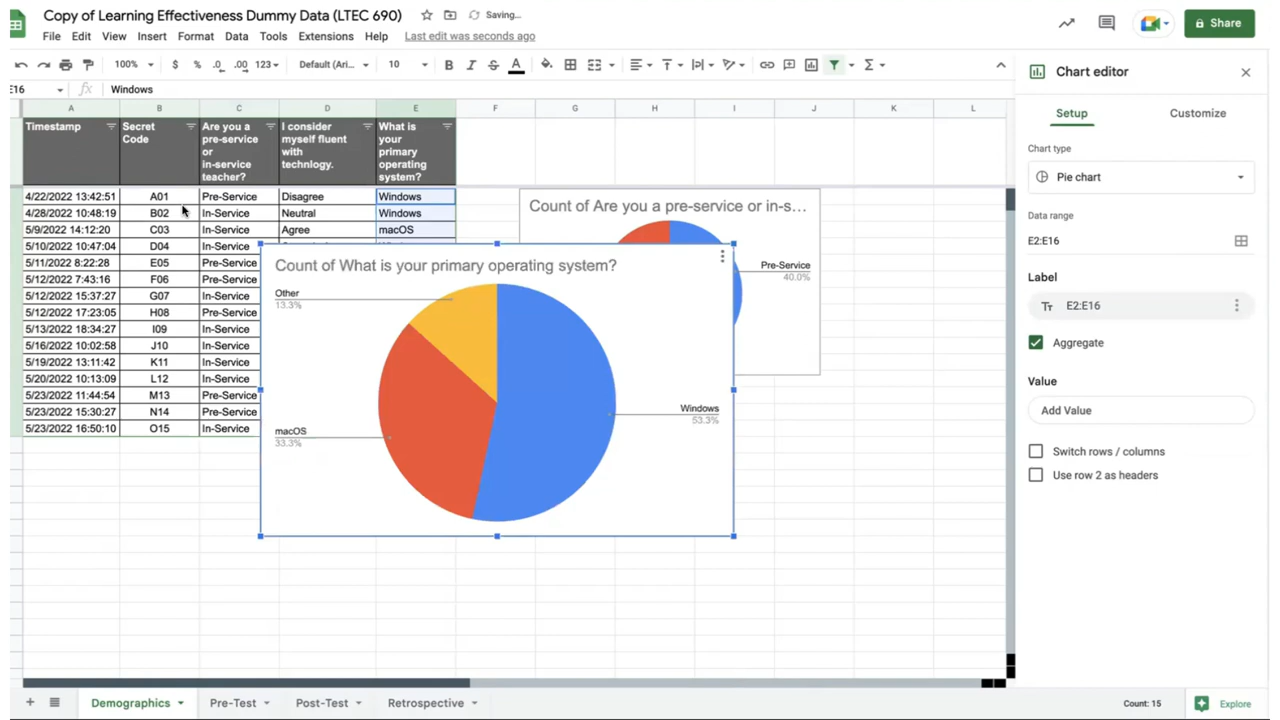 Copy of Learning Effectiveness Dummy Data (LTEC 690)
Saving...
Share
File Edit View Insert Format Data Tools Extensions Help Last edit was seconds ago
100% $ % .0 .00 123 Default (Ari... 10 B I S A
E16 fx Windows
A B C D E F G H I J K L
Timestamp
Secret
Code
Are you a
pre-service
or
in-service
teacher?
I consider
myself fluent
with
technlogy.
What is
your
primary
operating
system?
4/22/2022 13:42:51 A01 Pre-Service Disagree Windows
4/28/2022 10:48:19 B02 In-Service Neutral Windows
5/9/2022 14:12:20 C03 In-Service Agree macOS
5/10/2022 10:47:04 D04 In-Service
5/11/2022 8:22:28 E05 Pre-Service
5/12/2022 7:43:16 F06 Pre-Service
5/12/2022 15:37:27 G07 In-Service
5/12/2022 17:23:05 H08 Pre-Service
5/13/2022 18:34:27 I09 In-Service
5/16/2022 10:02:58 J10 In-Service
5/19/2022 13:11:42 K11 In-Service
5/20/2022 10:13:09 L12 In-Service
5/23/2022 11:44:54 M13 Pre-Service
5/23/2022 15:30:27 N14 Pre-Service
5/23/2022 16:50:10 O15 In-Service
Count of Are you a pre-service or in-s...
Pre-Service
40.0%
Count of What is your primary operating system?
Other
13.3%
Windows
53.3%
macOS
33.3%
Chart editor
Setup Customize
Chart type
Pie chart
Data range
E2:E16
Label
Tт E2:E16
Aggregate
Value
Add Value
Switch rows / columns
Use row 2 as headers
Demographics Pre-Test Post-Test Retrospective Count: 15 Explore